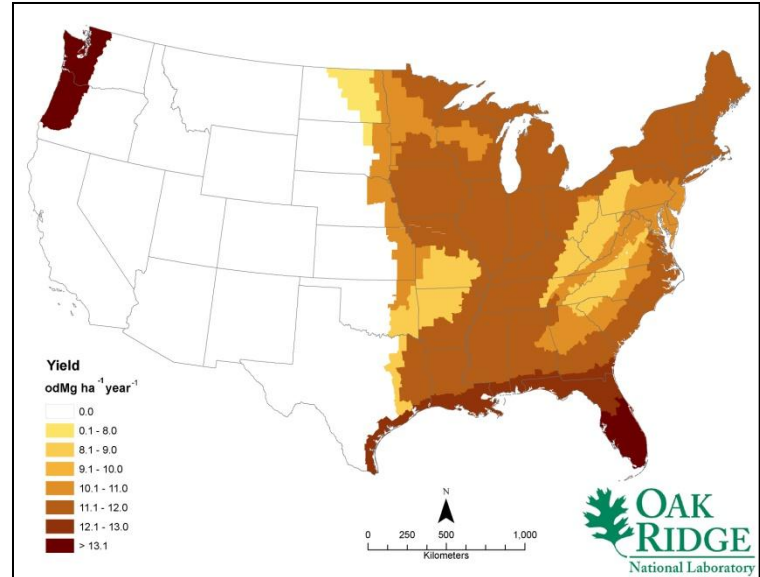 Yield
odMg ha⁻¹ year⁻¹
0.0
0.1 - 8.0
8.1 - 9.0
9.1 - 10.0
10.1 - 11.0
11.1 - 12.0
12.1 - 13.0
> 13.1
N
0 250 500 1,000
Kilometers
OAK
RIDGE
National Laboratory